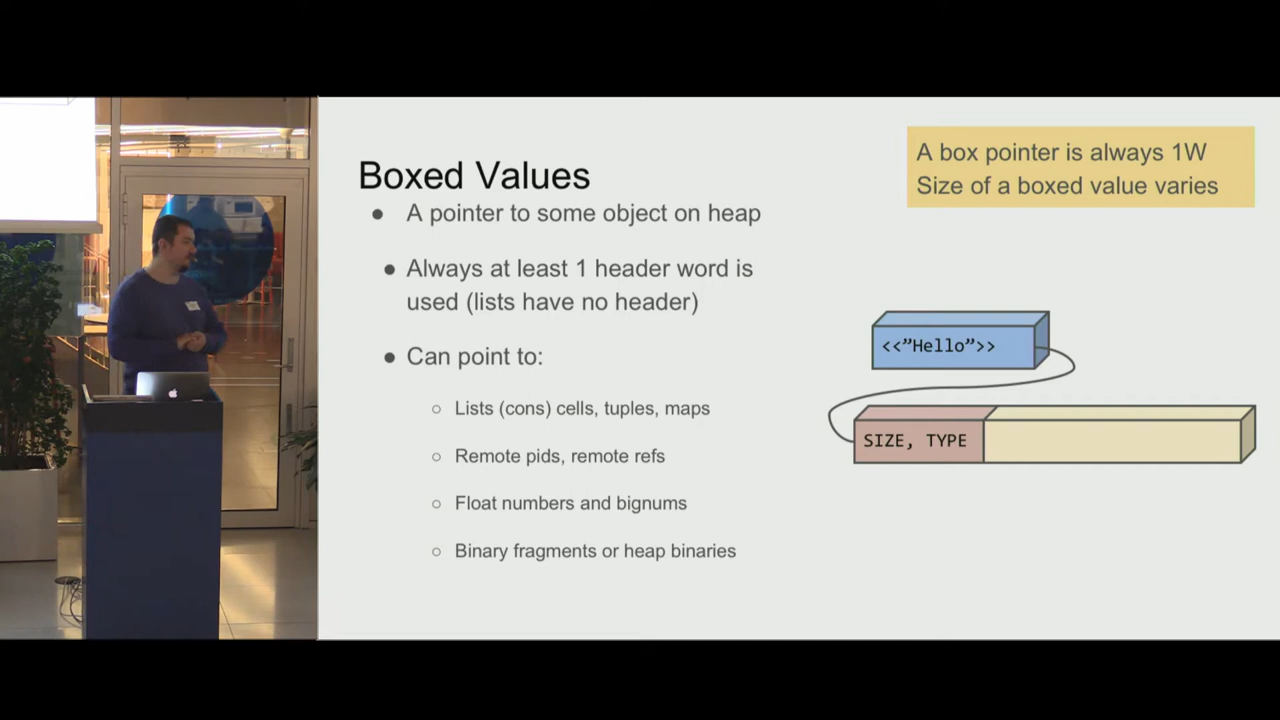 Boxed Values
● A pointer to some object on heap
● Always at least 1 header word is
used (lists have no header)
● Can point to:
○ Lists (cons) cells, tuples, maps
○ Remote pids, remote refs
○ Float numbers and bignums
○ Binary fragments or heap binaries
A box pointer is always 1W
Size of a boxed value varies
<<”Hello”>>
SIZE, TYPE